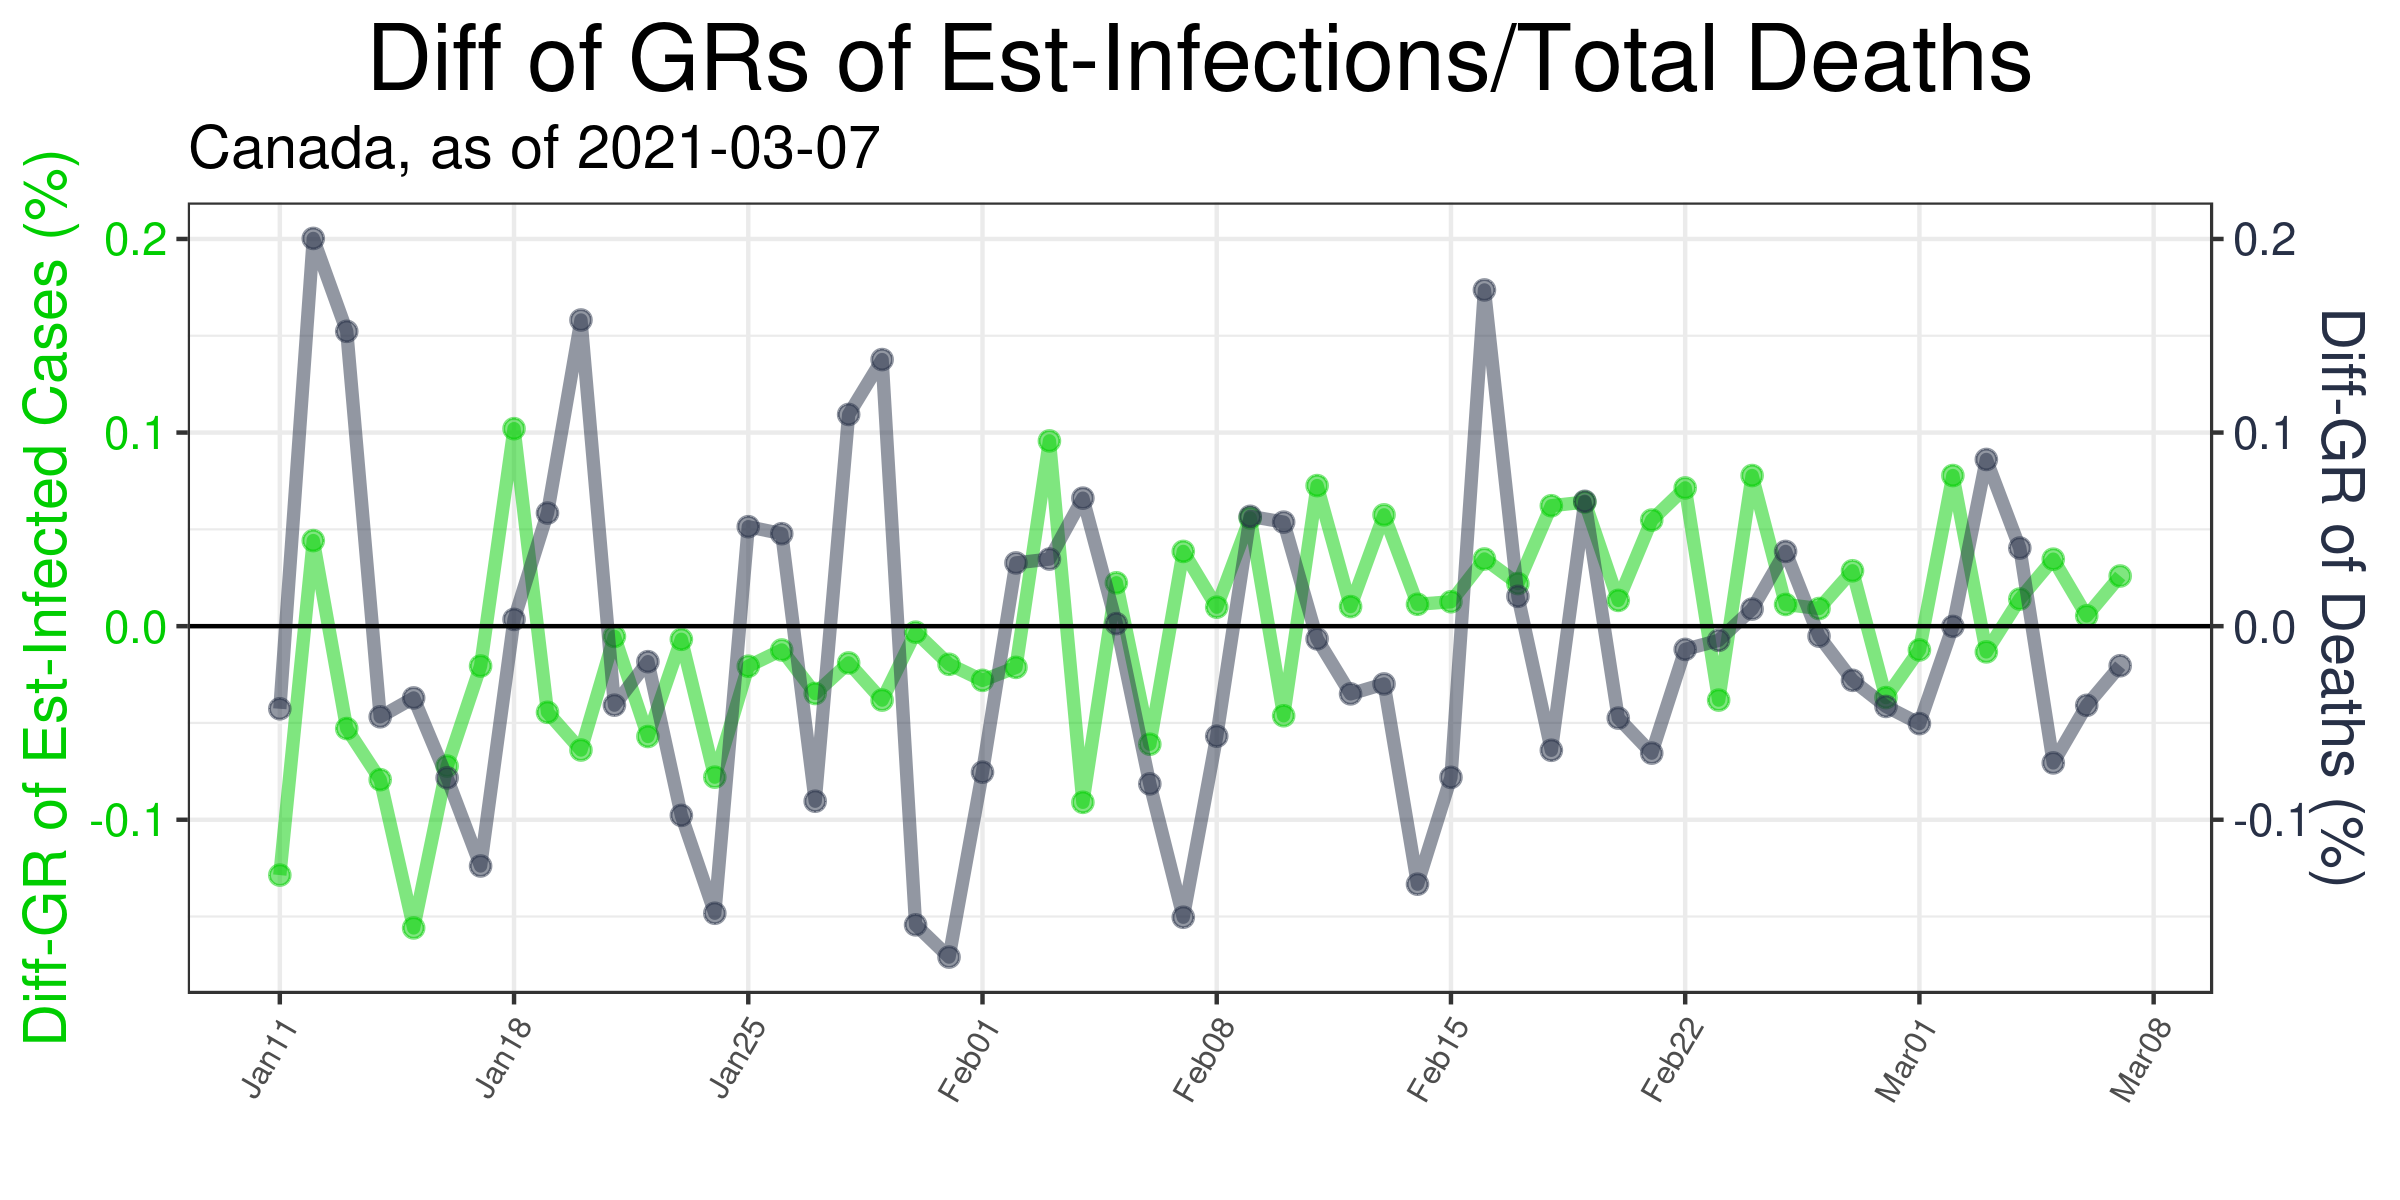 Diff of GRs of Est-Infections/Total Deaths
Canada, as of 2021-03-07
Diff-GR of Est-Infected Cases (%)
0.2
0.1
0.0
-0.1
0.2
0.1
0.0
-0.1
Diff-GR of Deaths (%)
Jan11
Jan18
Jan25
Feb01
Feb08
Feb15
Feb22
Mar01
Mar08